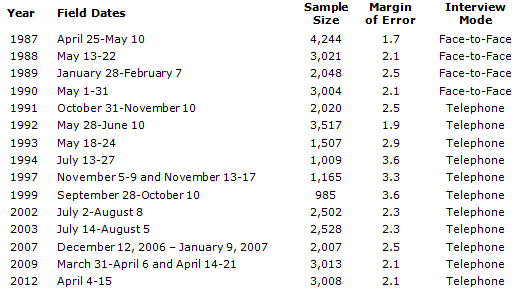 Year Field Dates Sample Size Margin of Error Interview Mode
1987 April 25-May 10 4,244 1.7 Face-to-Face
1988 May 13-22 3,021 2.1 Face-to-Face
1989 January 28-February 7 2,048 2.5 Face-to-Face
1990 May 1-31 3,004 2.1 Face-to-Face
1991 October 31-November 10 2,020 2.5 Telephone
1992 May 28-June 10 3,517 1.9 Telephone
1993 May 18-24 1,507 2.9 Telephone
1994 July 13-27 1,009 3.6 Telephone
1997 November 5-9 and November 13-17 1,165 3.3 Telephone
1999 September 28-October 10 985 3.6 Telephone
2002 July 2-August 8 2,502 2.3 Telephone
2003 July 14-August 5 2,528 2.3 Telephone
2007 December 12, 2006 – January 9, 2007 2,007 2.5 Telephone
2009 March 31-April 6 and April 14-21 3,013 2.1 Telephone
2012 April 4-15 3,008 2.1 Telephone